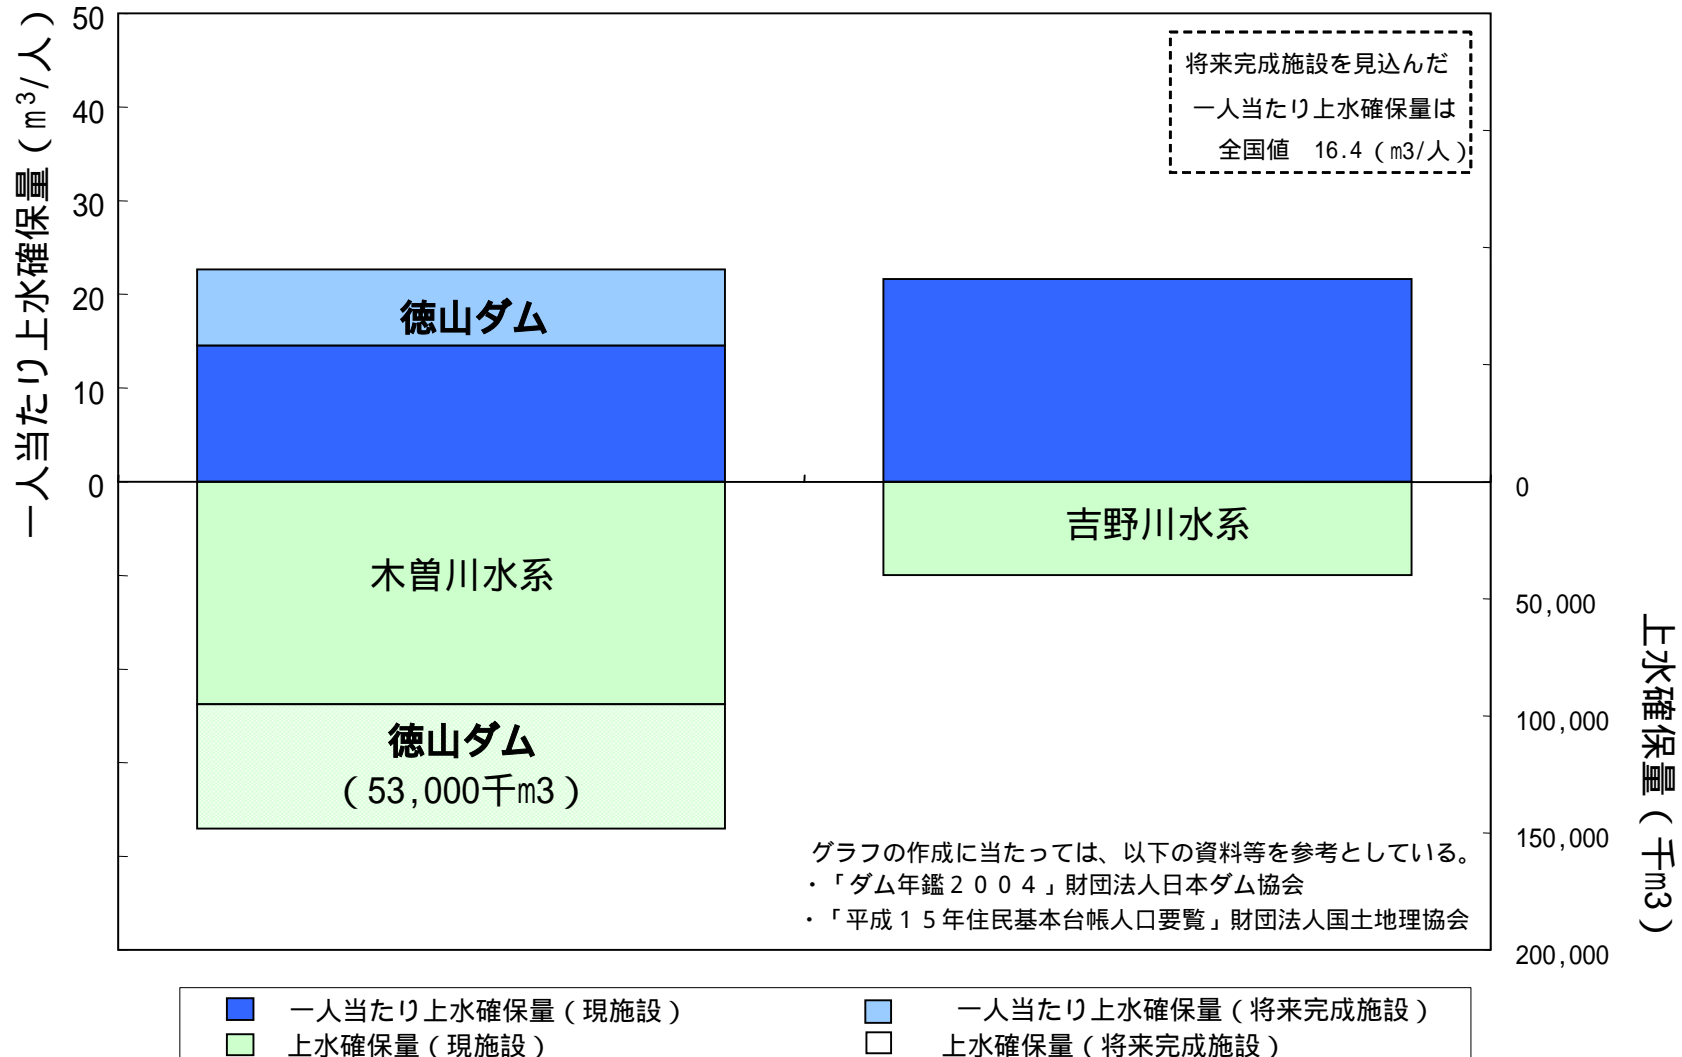 一人当たり上水確保量（m³/人）
50
40
30
20
10
0
将来完成施設を見込んだ
一人当たり上水確保量は
全国値　16.4（m3/人）
徳山ダム
木曽川水系
吉野川水系
徳山ダム
（53,000千m3）
0
50,000
100,000
150,000
200,000
上水確保量（千m3）
グラフの作成に当たっては、以下の資料等を参考としている。
・「ダム年鑑２００４」財団法人日本ダム協会
・「平成１５年住民基本台帳人口要覧」財団法人国土地理協会
一人当たり上水確保量（現施設）
一人当たり上水確保量（将来完成施設）
上水確保量（現施設）
上水確保量（将来完成施設）